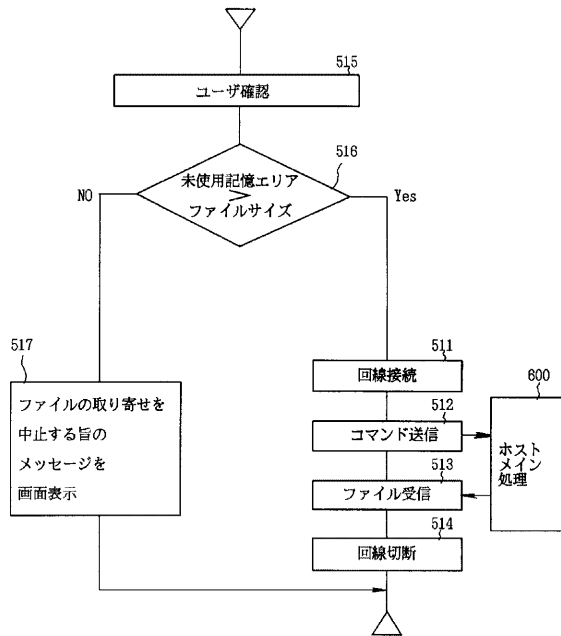 515
ユーザ確認
516
未使用記憶エリア
>
ファイルサイズ
NO
Yes
517
ファイルの取り寄せを
中止する旨の
メッセージを
画面表示
511
回線接続
512
コマンド送信
513
ファイル受信
514
回線切断
600
ホスト
メイン
処理